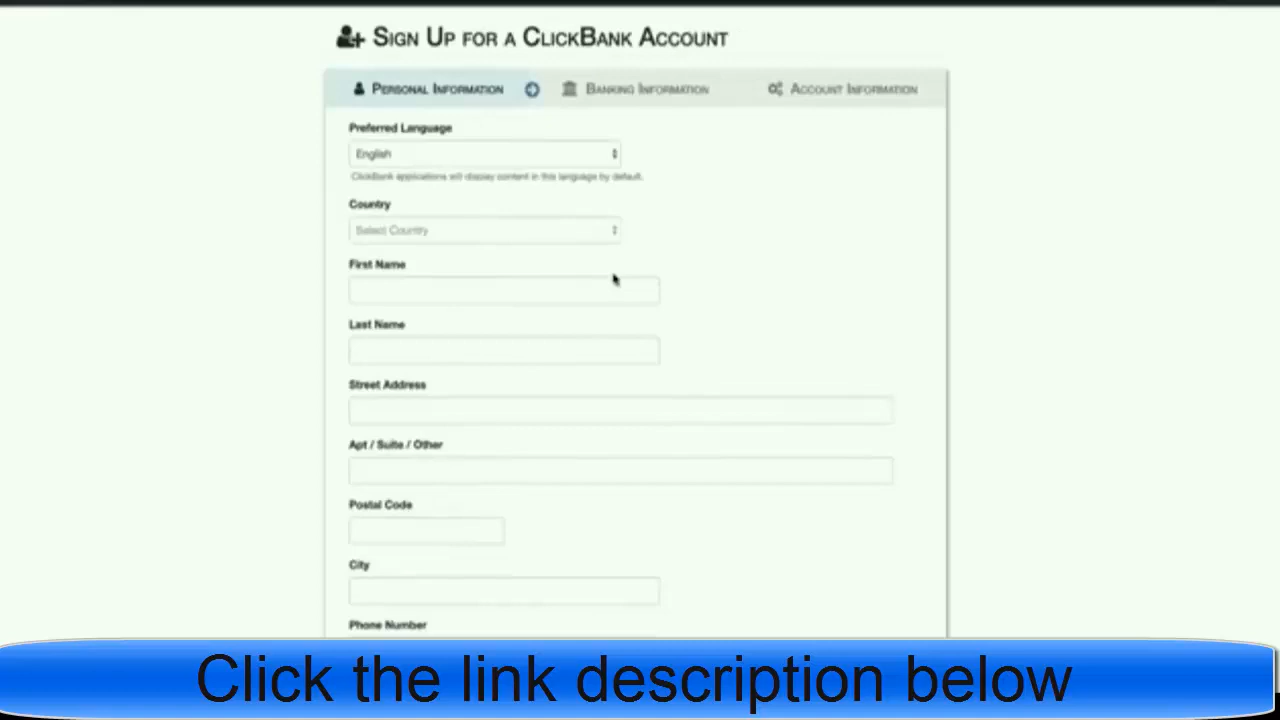 SIGN UP FOR A CLICKBANK ACCOUNT
PERSONAL INFORMATION BANKING INFORMATION ACCOUNT INFORMATION
Preferred Language
English
ClickBank applications will display content in this language by default.
Country
Select Country
First Name
Last Name
Street Address
Apt / Suite / Other
Postal Code
City
Phone Number
Click the link description below